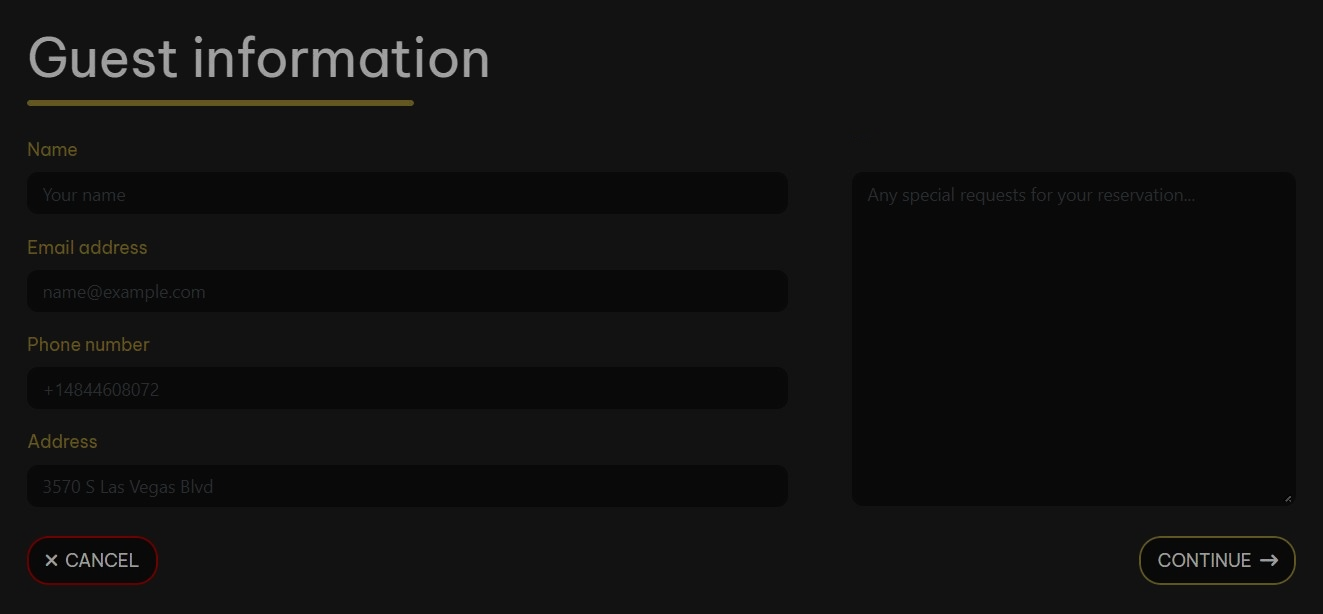 Guest information
Name
Your name
Any special requests for your reservation...
Email address
name@example.com
Phone number
+14844608072
Address
3570 S Las Vegas Blvd
× CANCEL
CONTINUE →